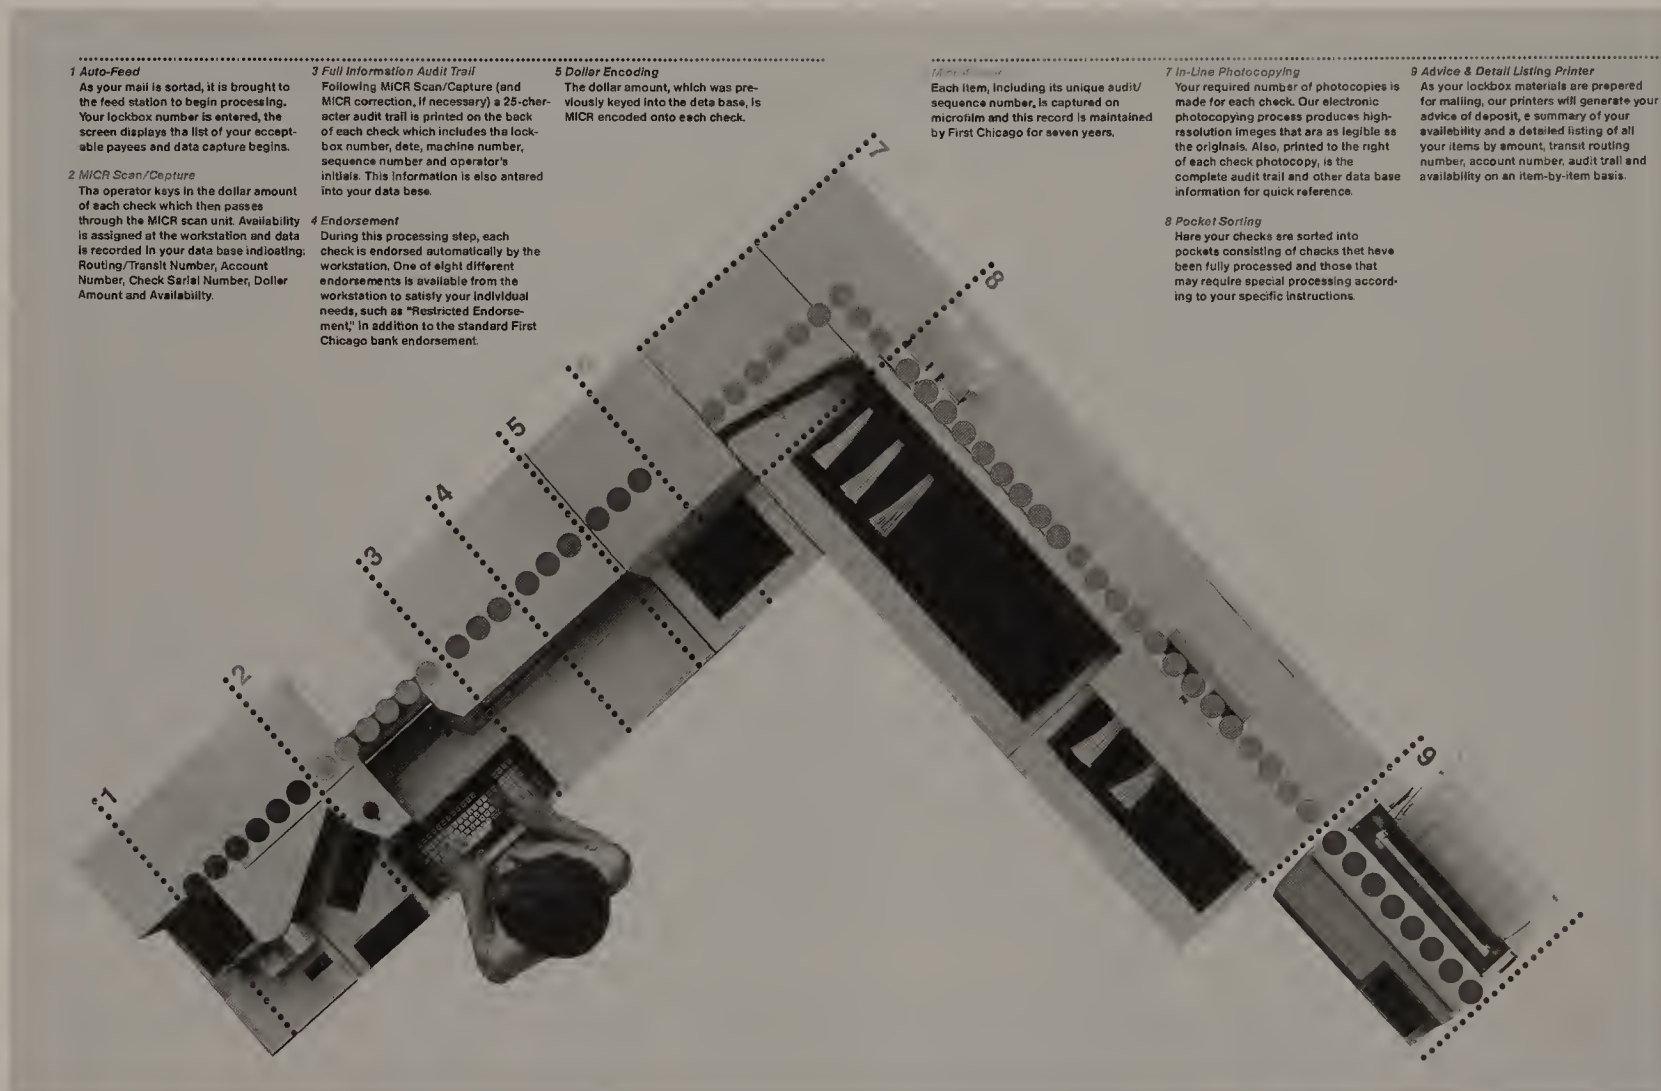 1 Auto-Feed
As your mail is sorted, it is brought to
the feed station to begin processing.
Your lockbox number is entered, the
screen displays tha list of your accept-
able payees and data capture begins.
2 MICR Scan/Cepture
Tha operator kays in the dollar amount
of each check which then passes
through the MICR scan unit. Availability
is assigned at the workstation and data
is recorded in your data base indicating:
Routing/Transit Number, Account
Number, Check Sarial Number, Doller
Amount and Availability.
3 Full Information Audit Trail
Following MICR Scan/Capture (and
MICR correction, if necessary) a 25-cher-
acter audit trail is printed on the back
of each check which includes tha lock-
box number, dete, machine number,
sequence number and operator's
initials. This information is elso antared
into your data base.
4 Endorsement
During this processing step, each
check is endorsed automatically by the
workstation. One of eight different
endorsements is available from the
workstation to satisfy your individual
needs, such as "Restricted Endorse-
ment," in addition to the standard First
Chicago bank endorsement.
5 Dollar Encoding
The dollar amount, which was pre-
viously keyed into the deta base, is
MICR encoded onto each check.
Each item, including its unique audit/
sequence number, is captured on
microfilm and this record is maintained
by First Chicago for seven years.
7 In-Line Photocopying
Your required number of photocopies is
made for each check. Our electronic
photocopying process produces high-
resolution images that ara as legible as
the originals. Also, printed to the right
of each check photocopy, is the
complete audit trail and other data base
information for quick reference.
8 Pocket Sorting
Hare your checks are sorted into
pockets consisting of chacks thet heve
been fully processed and those that
may require special processing accord-
ing to your specific instructions.
9 Advice & Detail Listing Printer
As your lockbox materials are prepared
for mailing, our printers will generate your
advice of deposit, e summary of your
availability and a detailed listing of all
your items by amount, transit routing
number, account number, audit trail and
availability on an item-by-item basis.
7
8
5
4
3
2
1
9